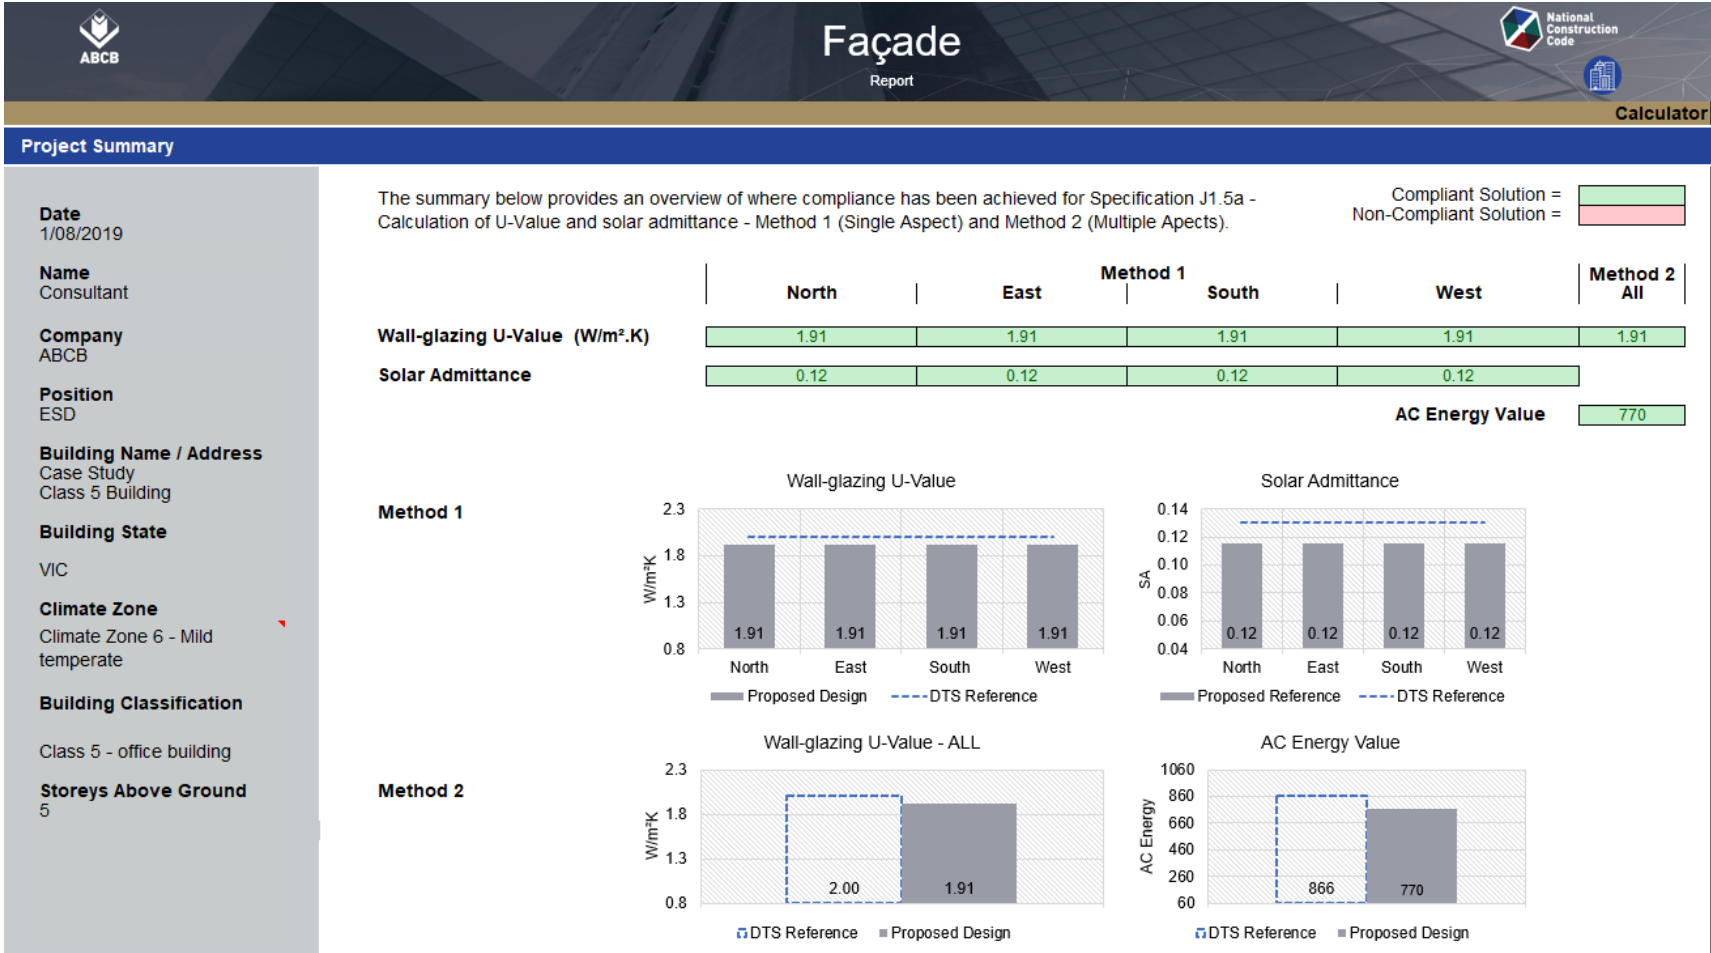 ABCB
Façade
Report
National
Construction
Code
Calculator
Project Summary
Date
1/08/2019
Name
Consultant
Company
ABCB
Position
ESD
Building Name / Address
Case Study
Class 5 Building
Building State
VIC
Climate Zone
Climate Zone 6 - Mild
temperate
Building Classification
Class 5 - office building
Storeys Above Ground
5
The summary below provides an overview of where compliance has been achieved for Specification J1.5a -
Calculation of U-Value and solar admittance - Method 1 (Single Aspect) and Method 2 (Multiple Apects).
Compliant Solution =
Non-Compliant Solution =
Method 1
Method 2
North East South West All
Wall-glazing U-Value (W/m².K) 1.91 1.91 1.91 1.91 1.91
Solar Admittance 0.12 0.12 0.12 0.12
AC Energy Value 770
Method 1
Wall-glazing U-Value
2.3
1.8
1.3
0.8
W/m²K
1.91 1.91 1.91 1.91
North East South West
Proposed Design DTS Reference
Solar Admittance
0.14
0.12
0.10
0.08
0.06
0.04
SA
0.12 0.12 0.12 0.12
North East South West
Proposed Reference DTS Reference
Method 2
Wall-glazing U-Value - ALL
2.3
1.8
1.3
0.8
W/m²K
2.00 1.91
DTS Reference Proposed Design
AC Energy Value
1060
860
660
460
260
60
AC Energy
866 770
DTS Reference Proposed Design